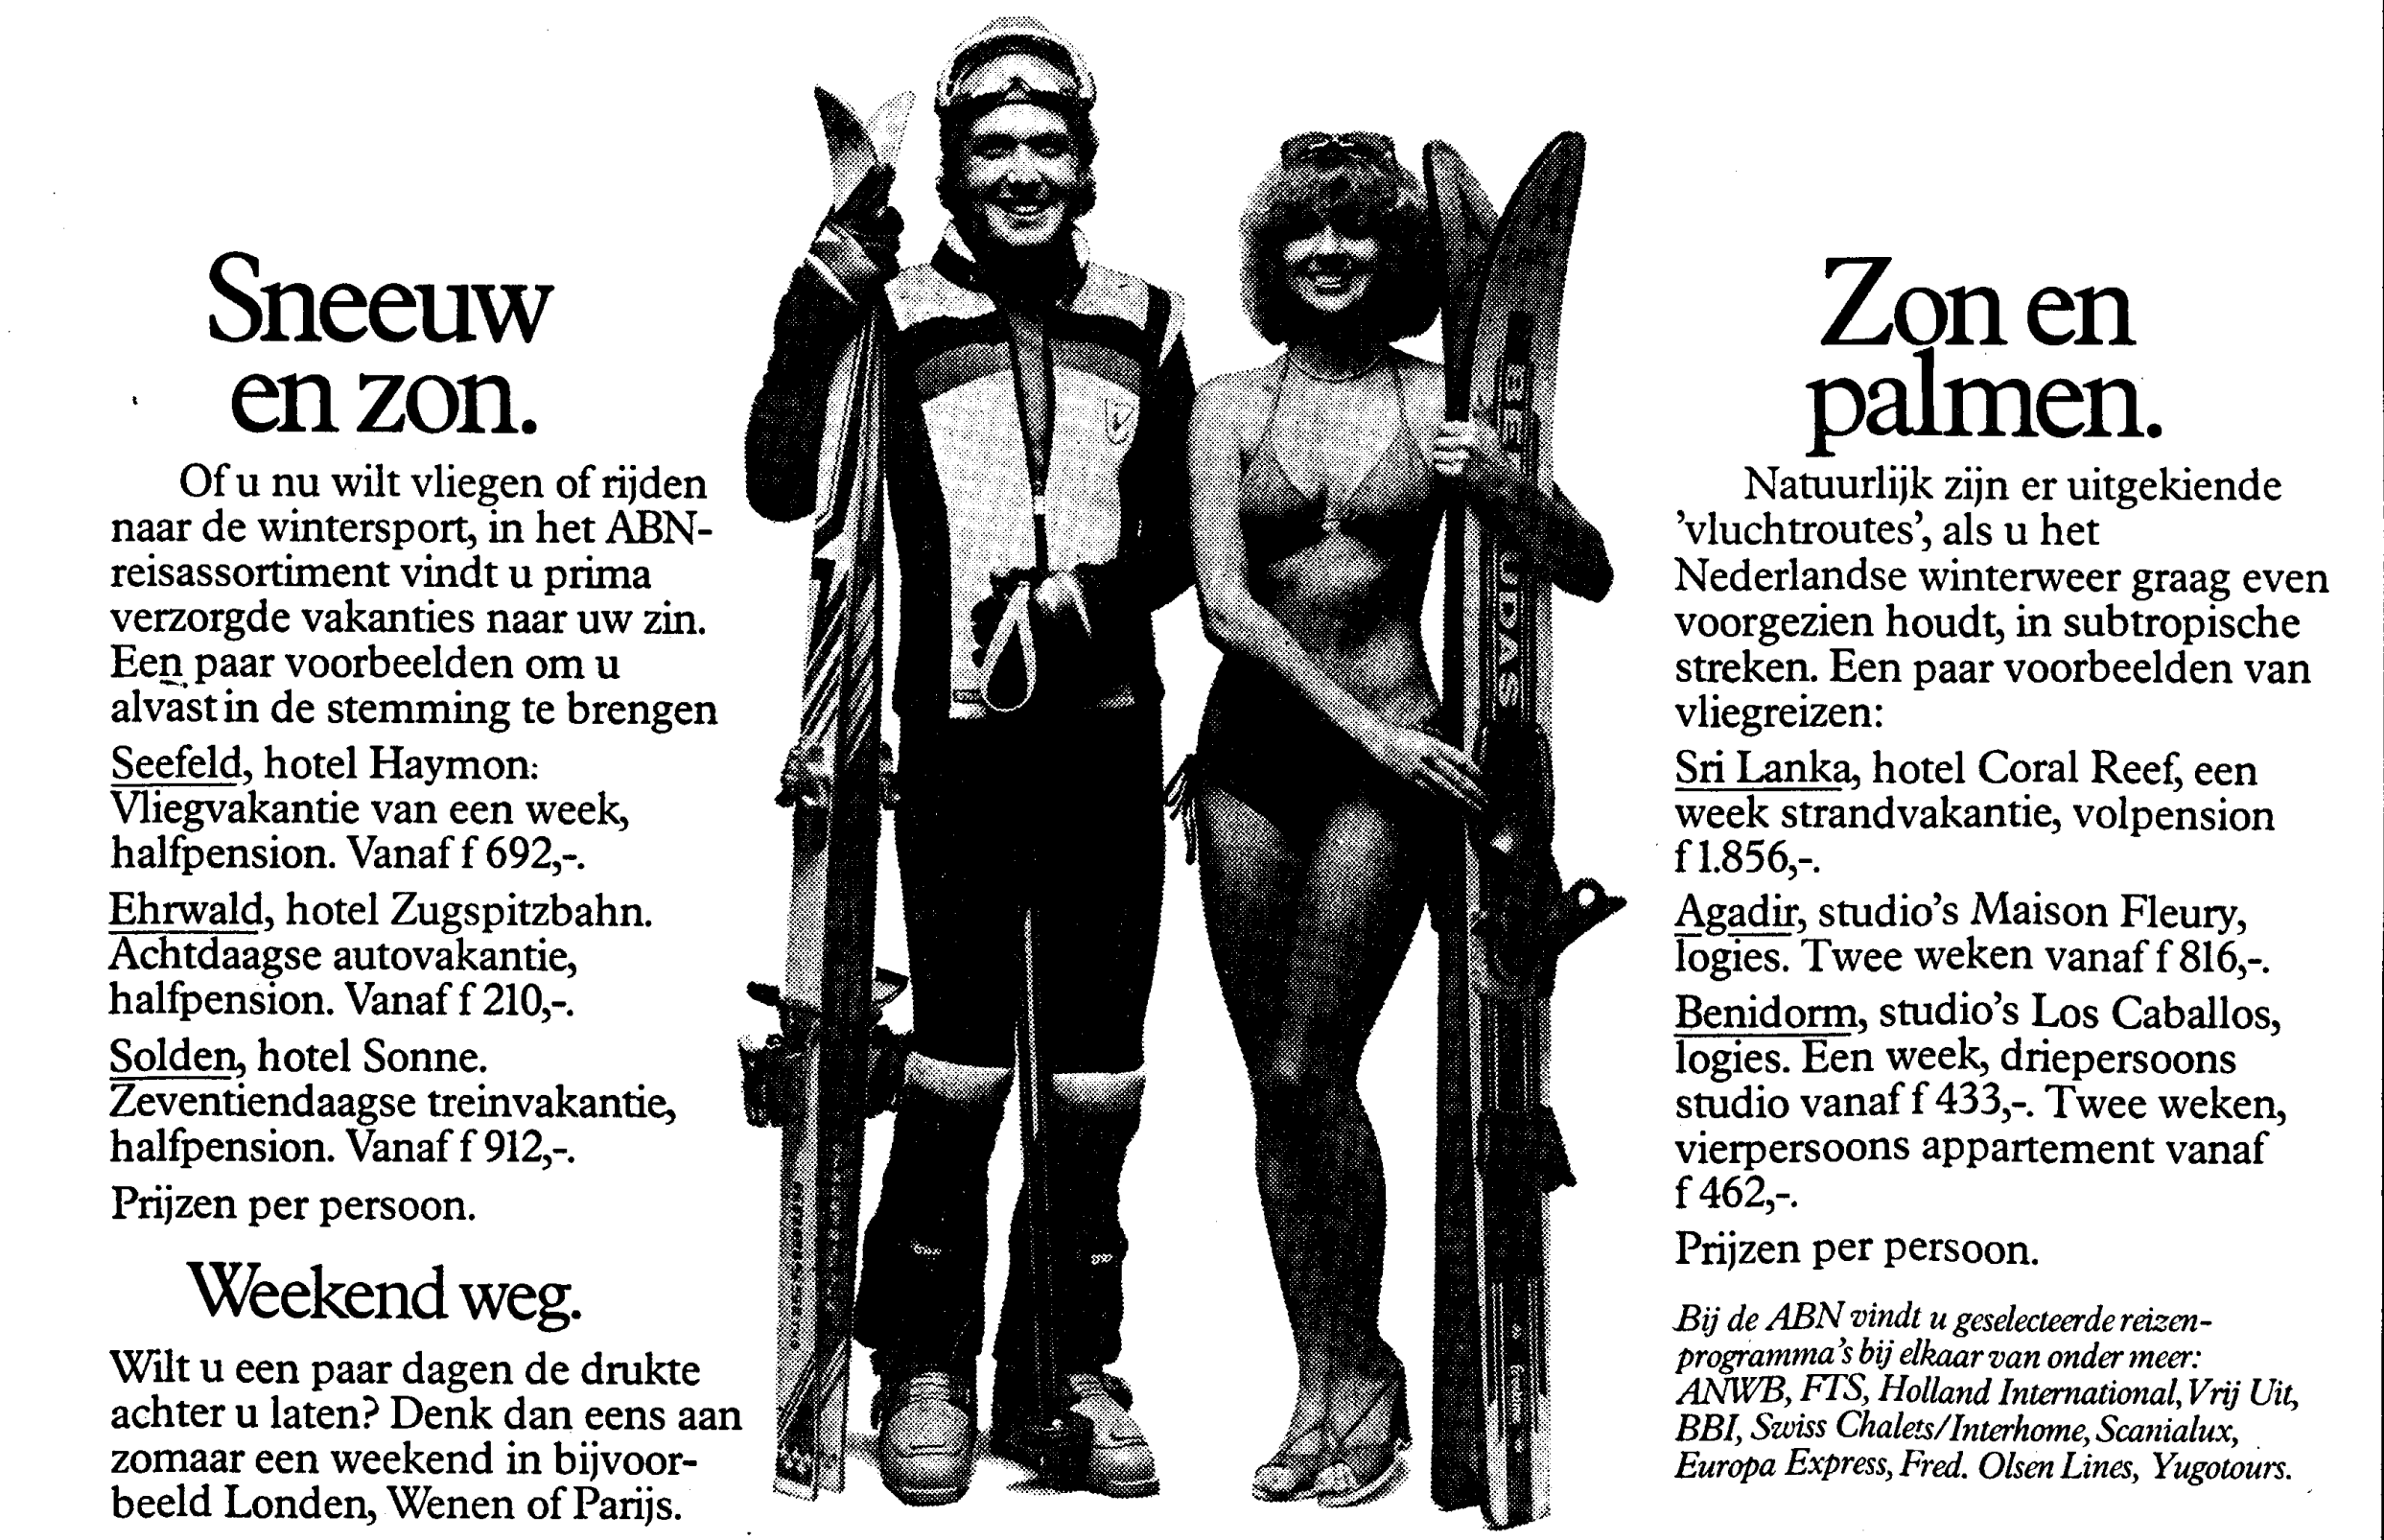 Sneeuw
en zon.
Of u nu wilt vliegen of rijden
naar de wintersport, in het ABN-
reisassortiment vindt u prima
verzorgde vakanties naar uw zin.
Een paar voorbeelden om u
alvast in de stemming te brengen
Seefeld, hotel Haymon:
Vliegvakantie van een week,
halfpension. Vanaf f 692,-.
Ehrwald, hotel Zugspitzbahn.
Achtdaagse autovakantie,
halfpension. Vanaf f 210,-.
Solden, hotel Sonne.
Zeventiendaagse treinvakantie,
halfpension. Vanaf f 912,-.
Prijzen per persoon.
Weekend weg.
Wilt u een paar dagen de drukte
achter u laten? Denk dan eens aan
zomaar een weekend in bijvoor-
beeld Londen, Wenen of Parijs.
Zon en
palmen.
Natuurlijk zijn er uitgekiende
'vluchtroutes', als u het
Nederlandse winterweer graag even
voorgezien houdt, in subtropische
streken. Een paar voorbeelden van
vliegreizen:
Sri Lanka, hotel Coral Reef, een
week strandvakantie, volpension
f 1.856,-.
Agadir, studio's Maison Fleury,
logies. Twee weken vanaf f 816,-.
Benidorm, studio's Los Caballos,
logies. Een week, driepersoons
studio vanaf f 433,-. Twee weken,
vierpersoons appartement vanaf
f 462,-.
Prijzen per persoon.
Bij de ABN vindt u geselecteerde reizen-
programma's bij elkaar van onder meer:
ANWB, FTS, Holland International, Vrij Uit,
BBI, Swiss Chalets/Interhome, Scanialux,
Europa Express, Fred. Olsen Lines, Yugotours.